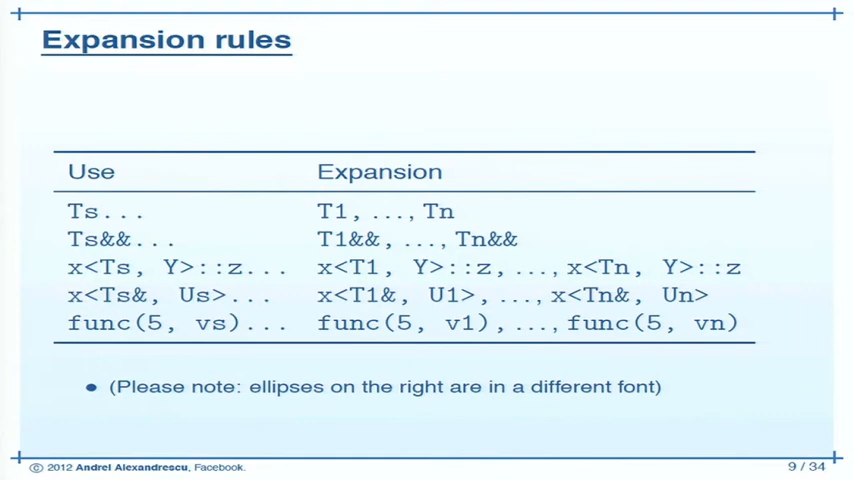 Expansion rules
Use Expansion
Ts... T1, ..., Tn
Ts&&... T1&&, ..., Tn&&
x<Ts, Y>::z... x<T1, Y>::z, ..., x<Tn, Y>::z
x<Ts&, Us>... x<T1&, U1>, ..., x<Tn&, Un>
func(5, vs)... func(5, v1), ..., func(5, vn)
• (Please note: ellipses on the right are in a different font)
© 2012 Andrei Alexandrescu, Facebook. 9 / 34